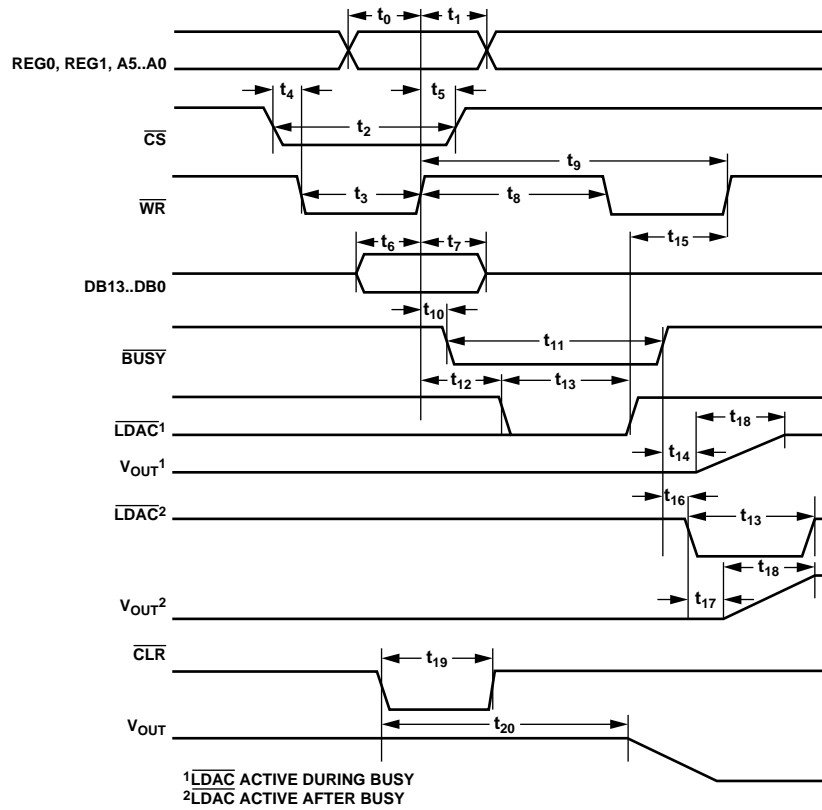 t0 t1
REG0, REG1, A5..A0
t4 t5
t2
CS
t9
t3 t8
WR
t6 t7 t15
DB13..DB0
t10
t11
BUSY
t12 t13
LDAC1 t18
t14
VOUT1
t16
LDAC2 t13
t18
t17
VOUT2
CLR t19
VOUT t20
1LDAC ACTIVE DURING BUSY
2LDAC ACTIVE AFTER BUSY